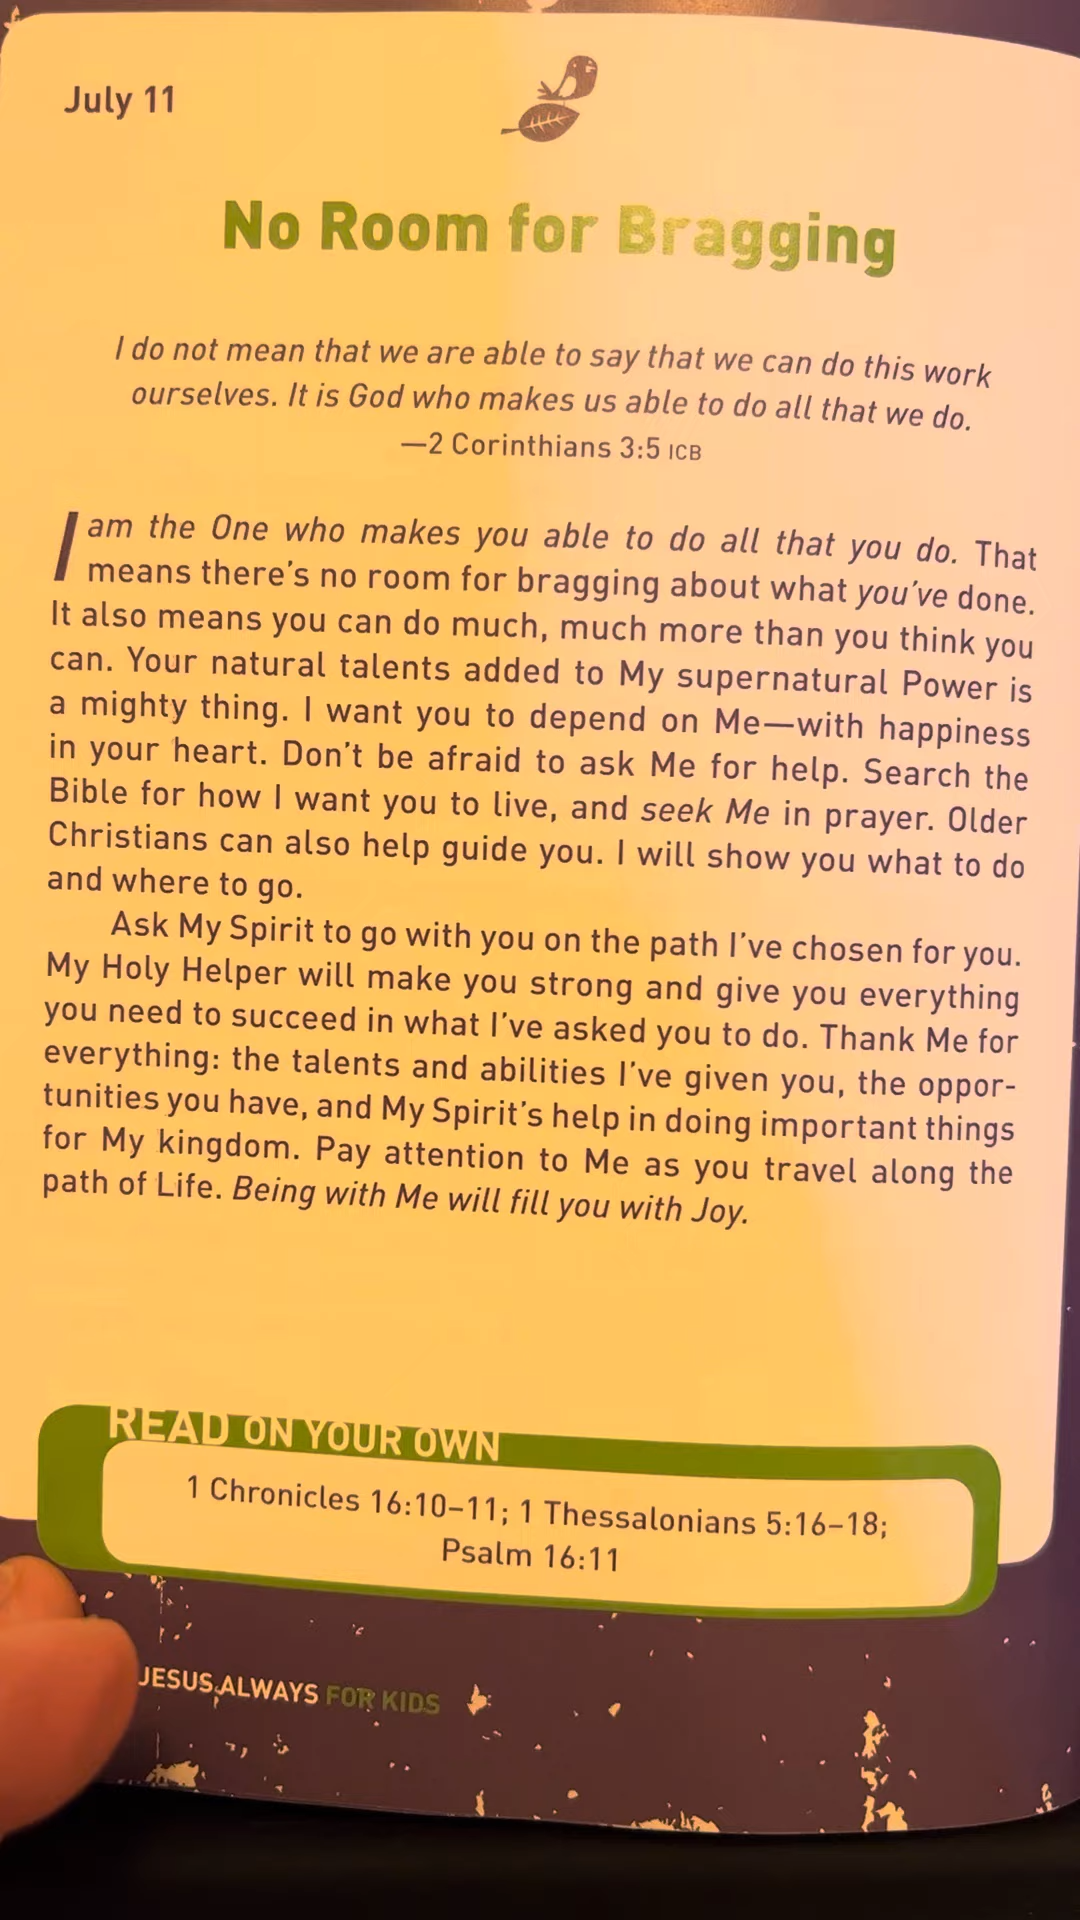 July 11
No Room for Bragging
I do not mean that we are able to say that we can do this work
ourselves. It is God who makes us able to do all that we do.
—2 Corinthians 3:5 ICB
I am the One who makes you able to do all that you do. That
means there's no room for bragging about what you've done.
It also means you can do much, much more than you think you
can. Your natural talents added to My supernatural Power is
a mighty thing. I want you to depend on Me—with happiness
in your heart. Don't be afraid to ask Me for help. Search the
Bible for how I want you to live, and seek Me in prayer. Older
Christians can also help guide you. I will show you what to do
and where to go.
Ask My Spirit to go with you on the path I've chosen for you.
My Holy Helper will make you strong and give you everything
you need to succeed in what I've asked you to do. Thank Me for
everything: the talents and abilities I've given you, the oppor-
tunities you have, and My Spirit's help in doing important things
for My kingdom. Pay attention to Me as you travel along the
path of Life. Being with Me will fill you with Joy.
READ ON YOUR OWN
1 Chronicles 16:10–11; 1 Thessalonians 5:16–18;
Psalm 16:11
JESUS ALWAYS FOR KIDS